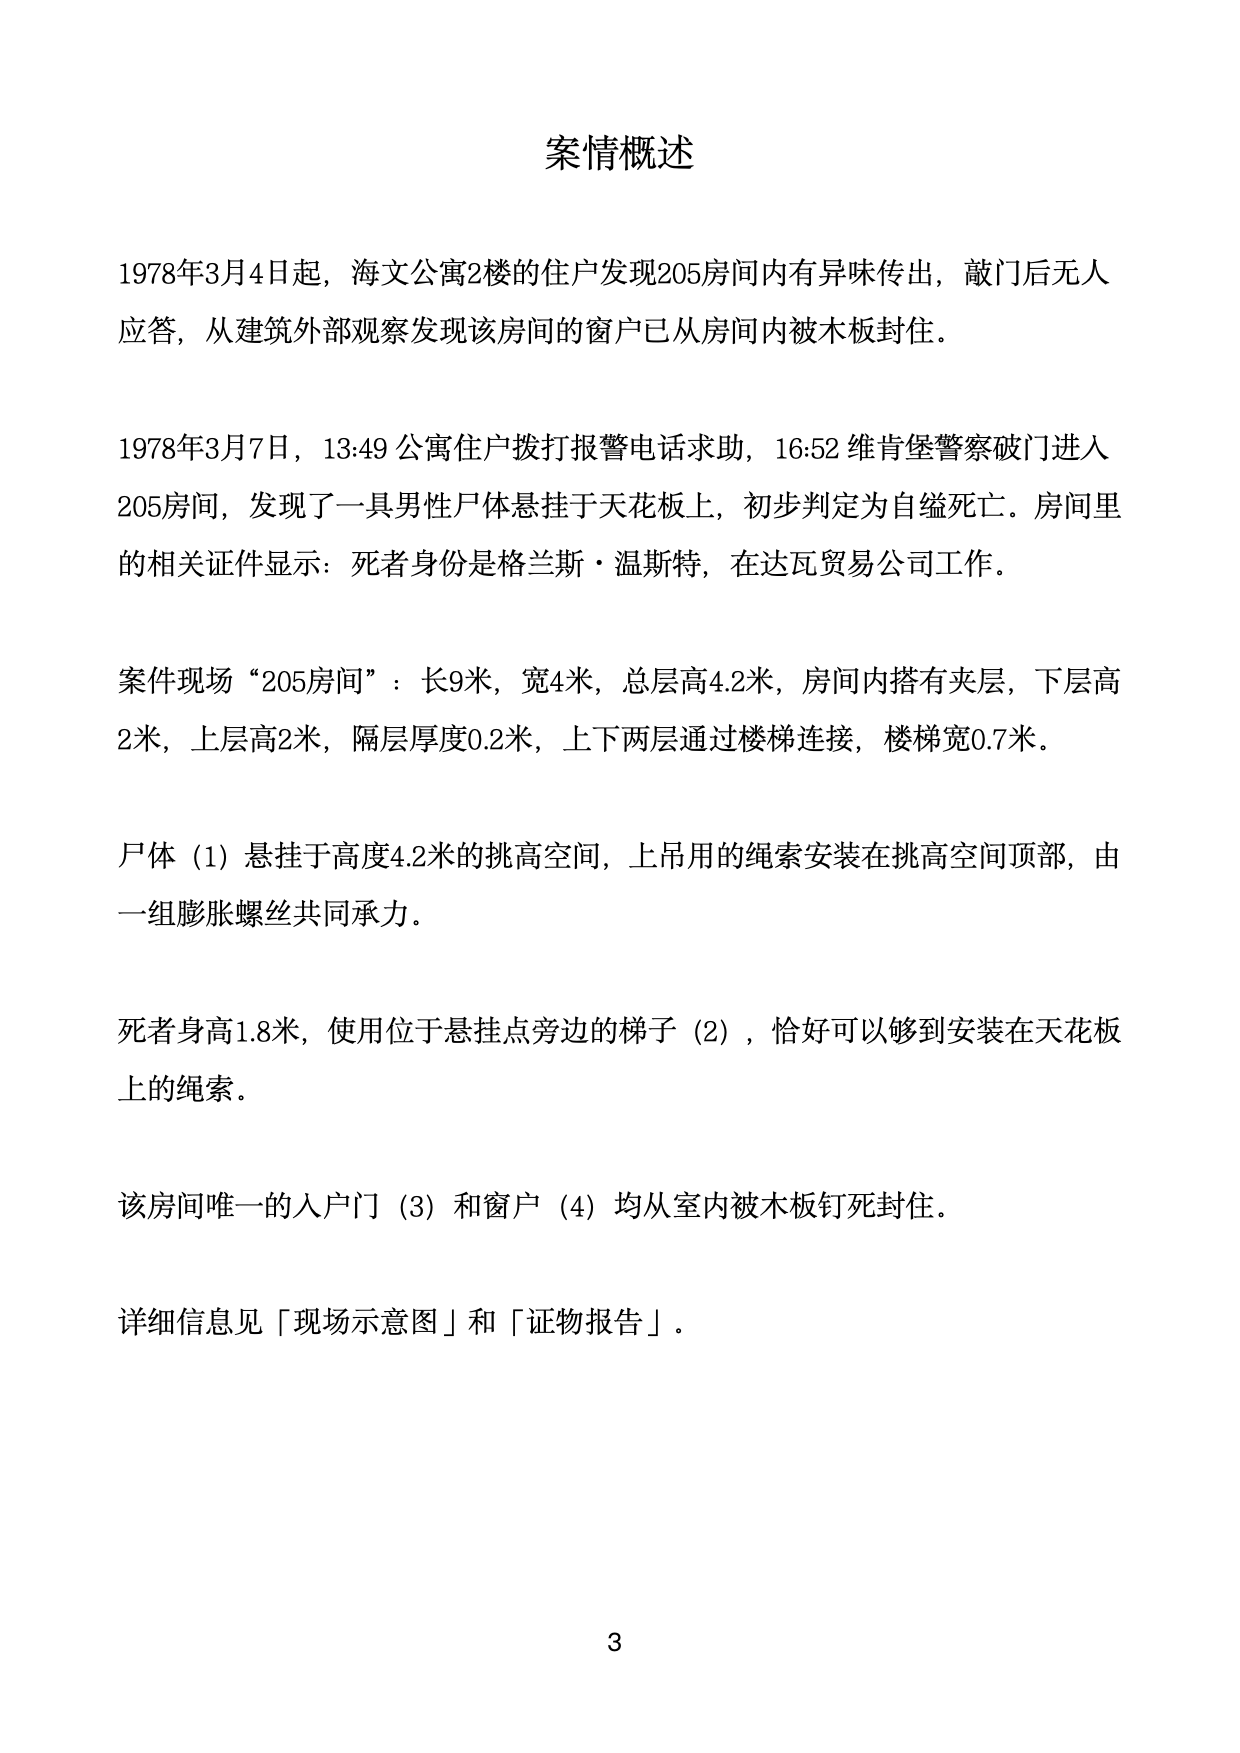 案情概述
1978年3月4日起，海文公寓2楼的住户发现205房间内有异味传出，敲门后无人
应答，从建筑外部观察发现该房间的窗户已从房间内被木板封住。
1978年3月7日，13:49 公寓住户拨打报警电话求助，16:52 维肯堡警察破门进入
205房间，发现了一具男性尸体悬挂于天花板上，初步判定为自缢死亡。房间里
的相关证件显示：死者身份是格兰斯·温斯特，在达瓦贸易公司工作。
案件现场“205房间”：长9米，宽4米，总层高4.2米，房间内搭有夹层，下层高
2米，上层高2米，隔层厚度0.2米，上下两层通过楼梯连接，楼梯宽0.7米。
尸体（1）悬挂于高度4.2米的挑高空间，上吊用的绳索安装在挑高空间顶部，由
一组膨胀螺丝共同承力。
死者身高1.8米，使用位于悬挂点旁边的梯子（2），恰好可以够到安装在天花板
上的绳索。
该房间唯一的入户门（3）和窗户（4）均从室内被木板钉死封住。
详细信息见「现场示意图」和「证物报告」。
3